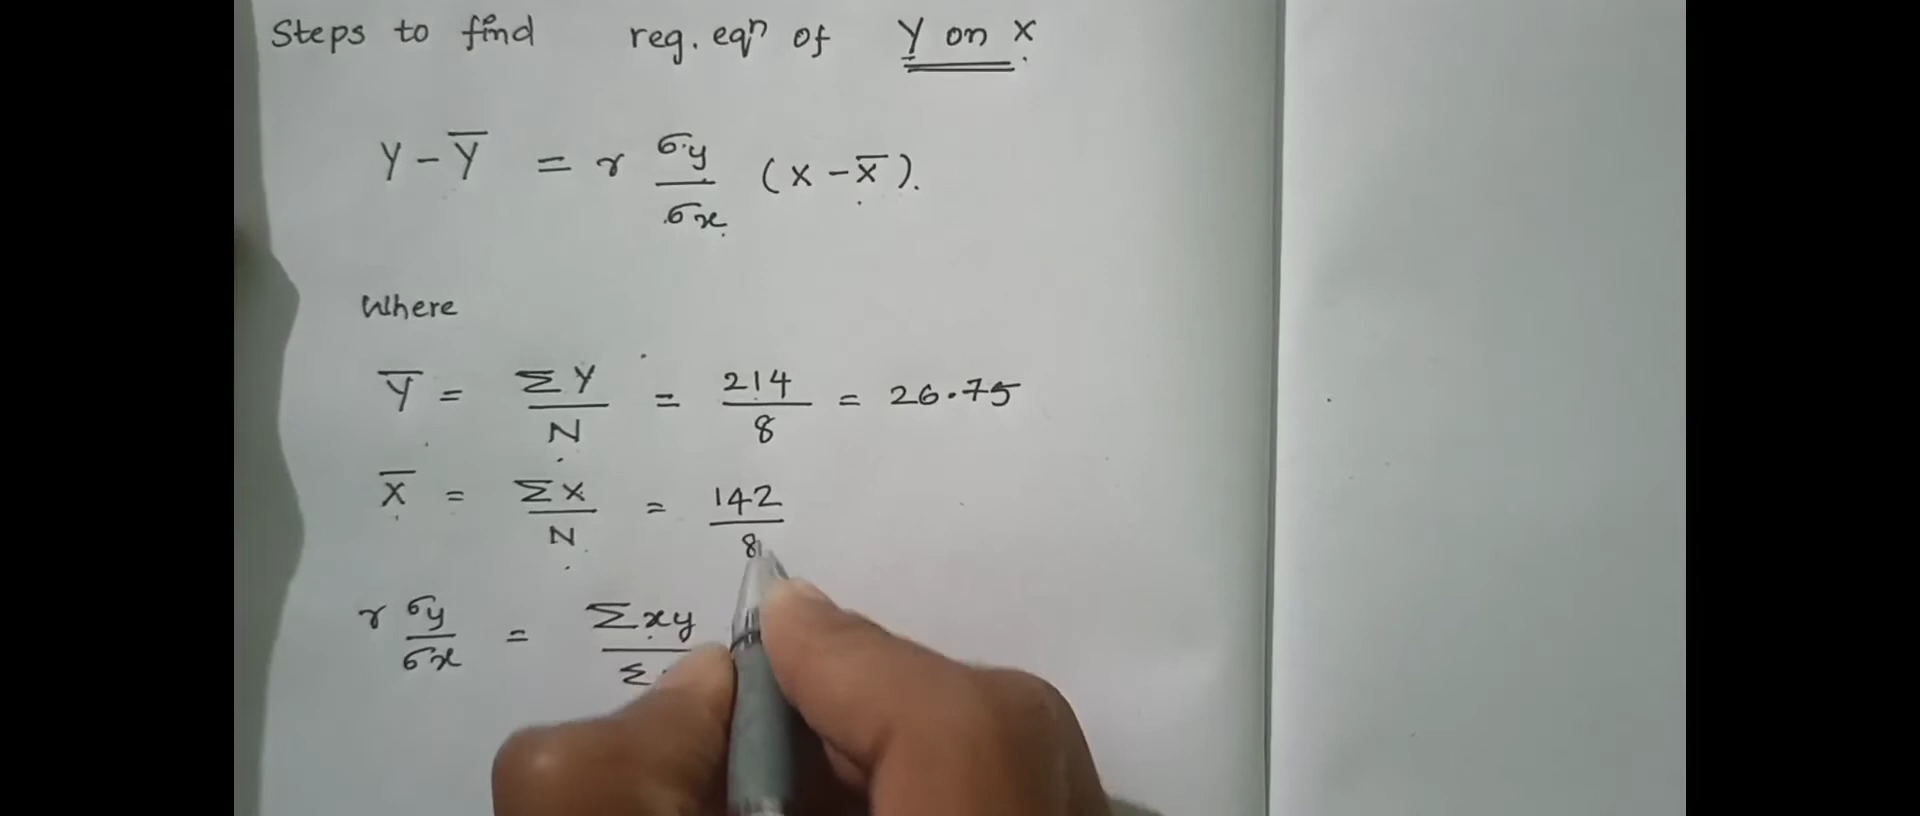 Steps to find reg. eqⁿ of Y on X
Y - Y̅ = r σy/σx (X - X̅).
Where
Y̅ = ΣY/N = 214/8 = 26.75
X̅ = ΣX/N = 142/8
r σy/σx = Σxy/Σ